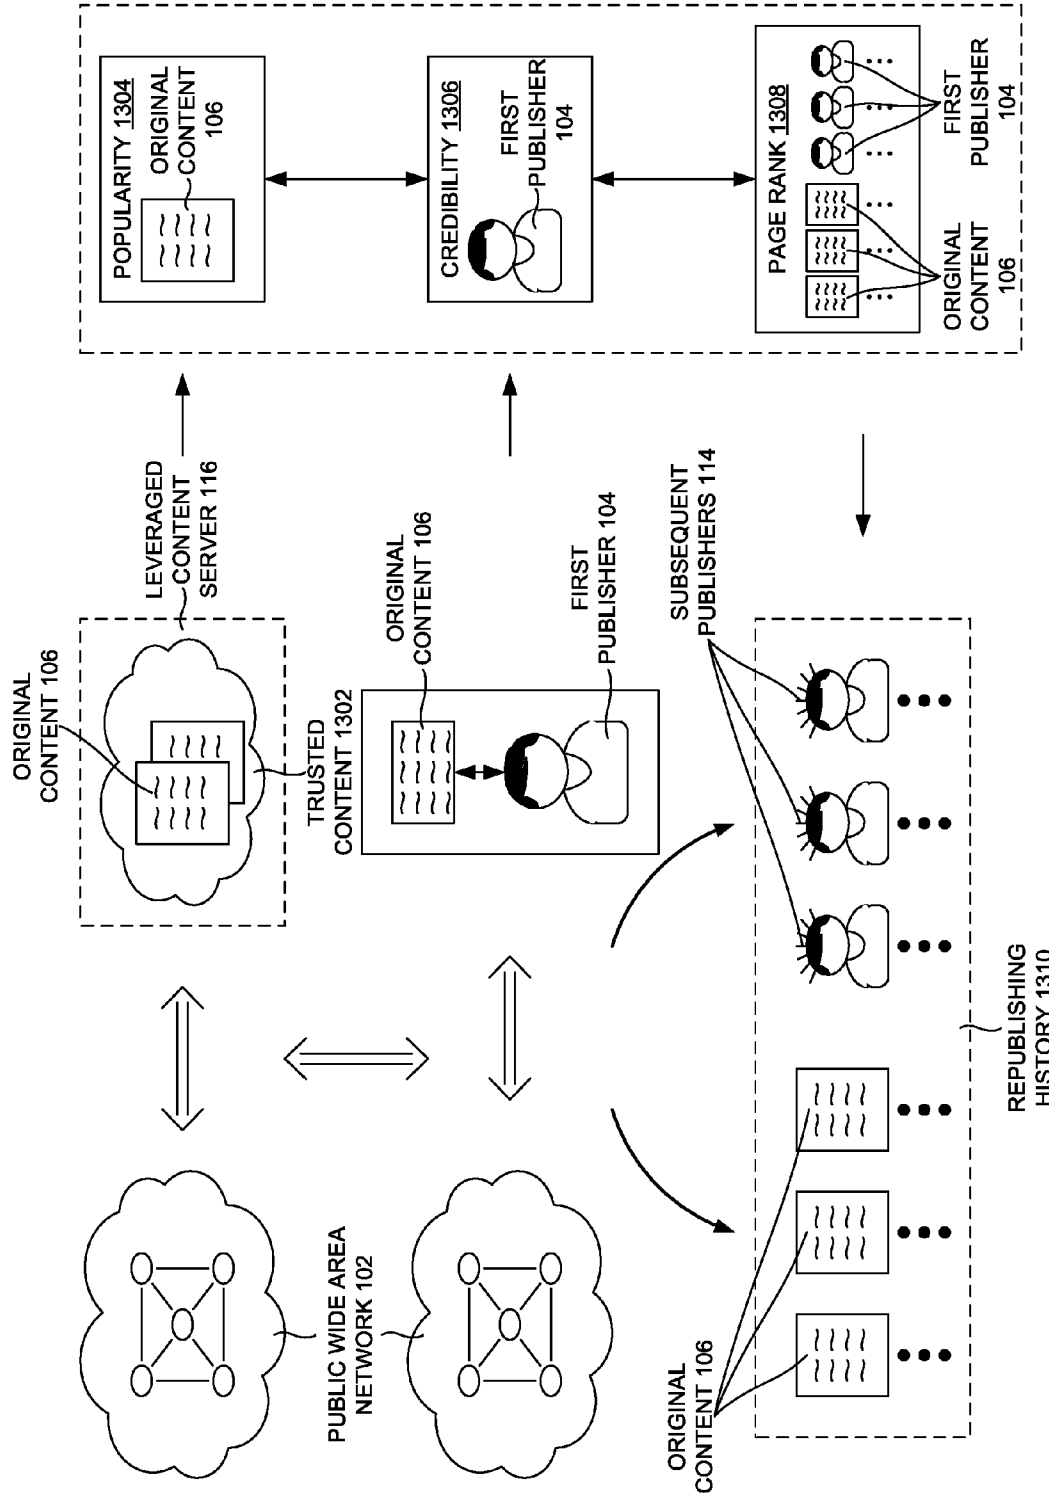 ORIGINAL
CONTENT 106
LEVERAGED
CONTENT
SERVER 116
POPULARITY 1304
ORIGINAL
CONTENT
106
PUBLIC WIDE AREA
NETWORK 102
TRUSTED
CONTENT 1302
ORIGINAL
CONTENT 106
FIRST
PUBLISHER 104
CREDIBILITY 1306
FIRST
PUBLISHER
104
ORIGINAL
CONTENT 106
SUBSEQUENT
PUBLISHERS 114
PAGE RANK 1308
ORIGINAL
CONTENT
106
FIRST
PUBLISHER
104
REPUBLISHING
HISTORY 1310